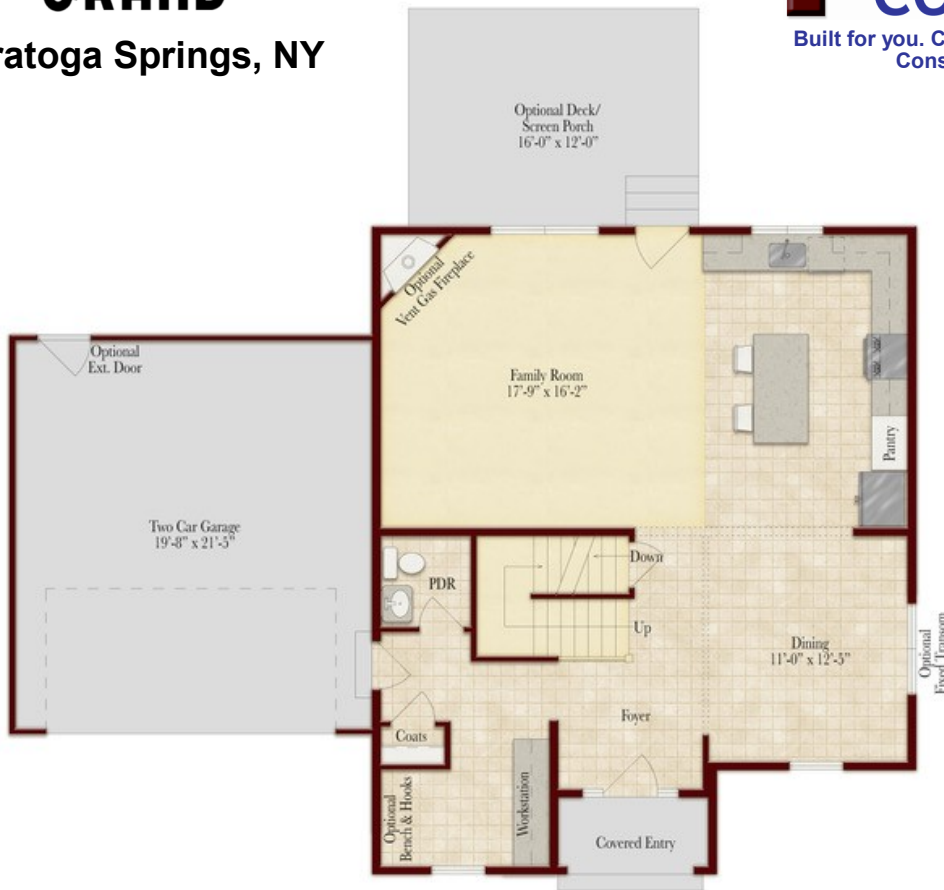 Springs, NY
Built for you.
Optional Deck/
Screen Porch
16'-0" x 12'-0"
Optional
Vent Gas Fireplace
Optional
Ext. Door
Family Room
17'-9" x 16'-2"
Pantry
Two Car Garage
19'-8" x 21'-5"
Down
PDR
Up
Dining
11'-0" x 12'-5"
Optional
Fixed Transom
Foyer
Coats
Optional
Bench & Hooks
Workstation
Covered Entry